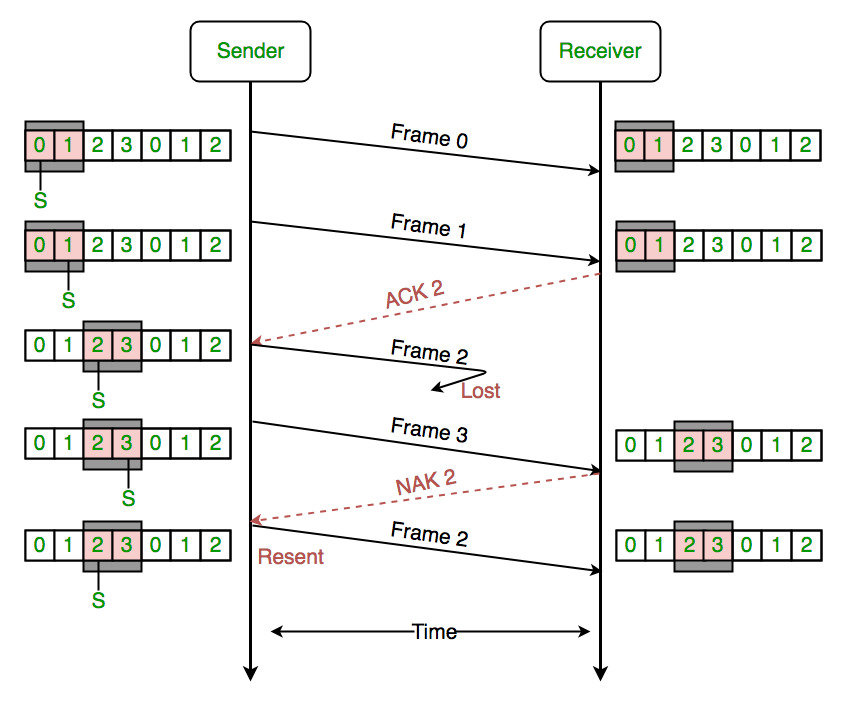 Sender Receiver
Frame 0
0 1 2 3 0 1 2
0 1 2 3 0 1 2
S
Frame 1
0 1 2 3 0 1 2
0 1 2 3 0 1 2
S
ACK 2
0 1 2 3 0 1 2
Frame 2
Lost
S
Frame 3
0 1 2 3 0 1 2
0 1 2 3 0 1 2
NAK 2
S
Frame 2
0 1 2 3 0 1 2
0 1 2 3 0 1 2
Resent
S
Time